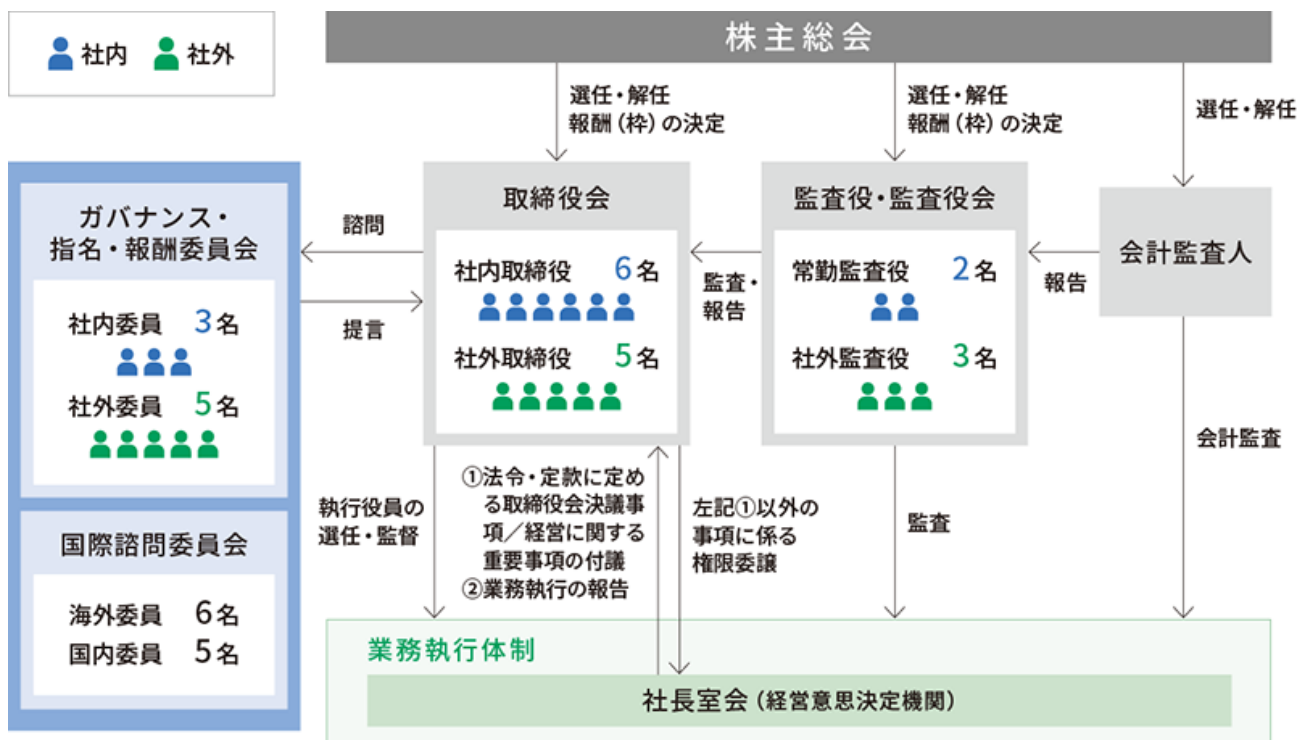 社内 社外
株主総会
選任・解任
報酬（枠）の決定
選任・解任
報酬（枠）の決定
選任・解任
ガバナンス・
指名・報酬委員会
社内委員 3名
社外委員 5名
諮問
提言
取締役会
社内取締役 6名
社外取締役 5名
監査・
報告
監査役・監査役会
常勤監査役 2名
社外監査役 3名
報告
会計監査人
国際諮問委員会
海外委員 6名
国内委員 5名
執行役員の
選任・監督
①法令・定款に定め
る取締役会決議事
項／経営に関する
重要事項の付議
②業務執行の報告
左記①以外の
事項に係る
権限委譲
監査
会計監査
業務執行体制
社長室会（経営意思決定機関）